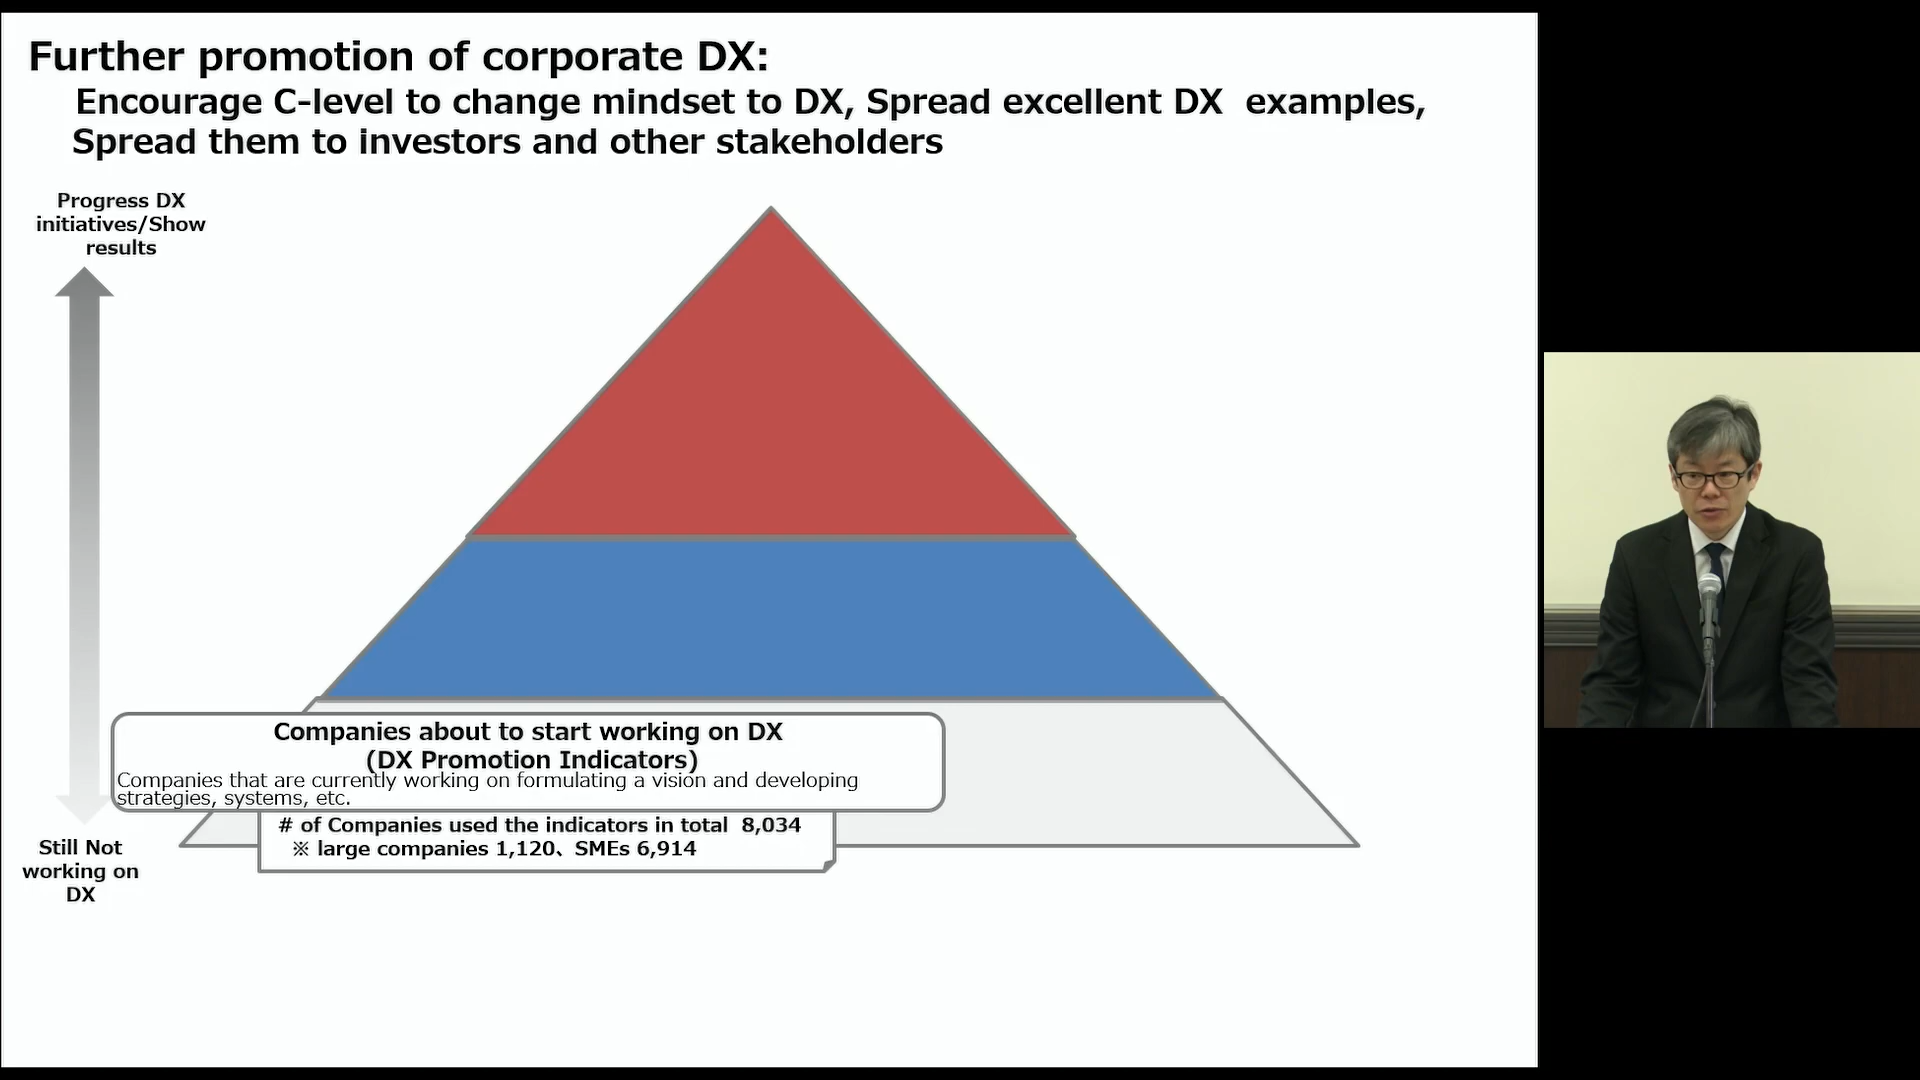 Further promotion of corporate DX:
Encourage C-level to change mindset to DX, Spread excellent DX examples,
Spread them to investors and other stakeholders
Progress DX
initiatives/Show
results
Companies about to start working on DX
(DX Promotion Indicators)
Companies that are currently working on formulating a vision and developing
strategies, systems, etc.
# of Companies used the indicators in total 8,034
※ large companies 1,120、SMEs 6,914
Still Not
working on
DX